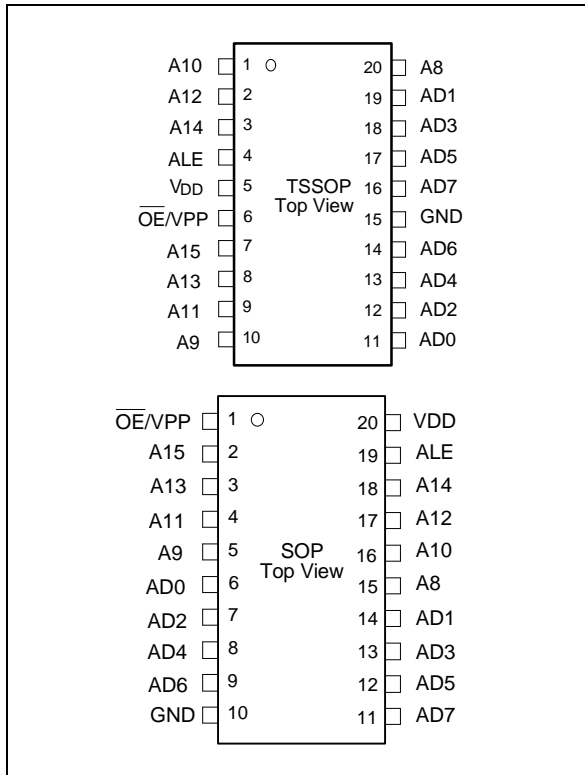 A10 1 20 A8
A12 2 19 AD1
A14 3 18 AD3
ALE 4 17 AD5
VDD 5 TSSOP 16 AD7
Top View
OE/VPP 6 15 GND
A15 7 14 AD6
A13 8 13 AD4
A11 9 12 AD2
A9 10 11 AD0
OE/VPP 1 20 VDD
A15 2 19 ALE
A13 3 18 A14
A11 4 17 A12
A9 5 SOP 16 A10
Top View
AD0 6 15 A8
AD2 7 14 AD1
AD4 8 13 AD3
AD6 9 12 AD5
GND 10 11 AD7